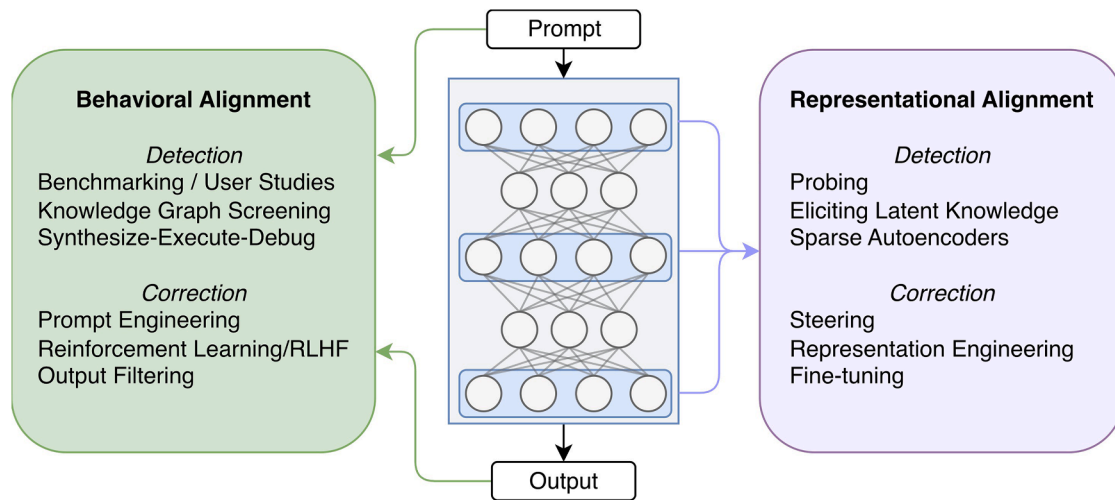 Prompt
Behavioral Alignment
Detection
Benchmarking / User Studies
Knowledge Graph Screening
Synthesize-Execute-Debug
Correction
Prompt Engineering
Reinforcement Learning/RLHF
Output Filtering
Representational Alignment
Detection
Probing
Eliciting Latent Knowledge
Sparse Autoencoders
Correction
Steering
Representation Engineering
Fine-tuning
Output